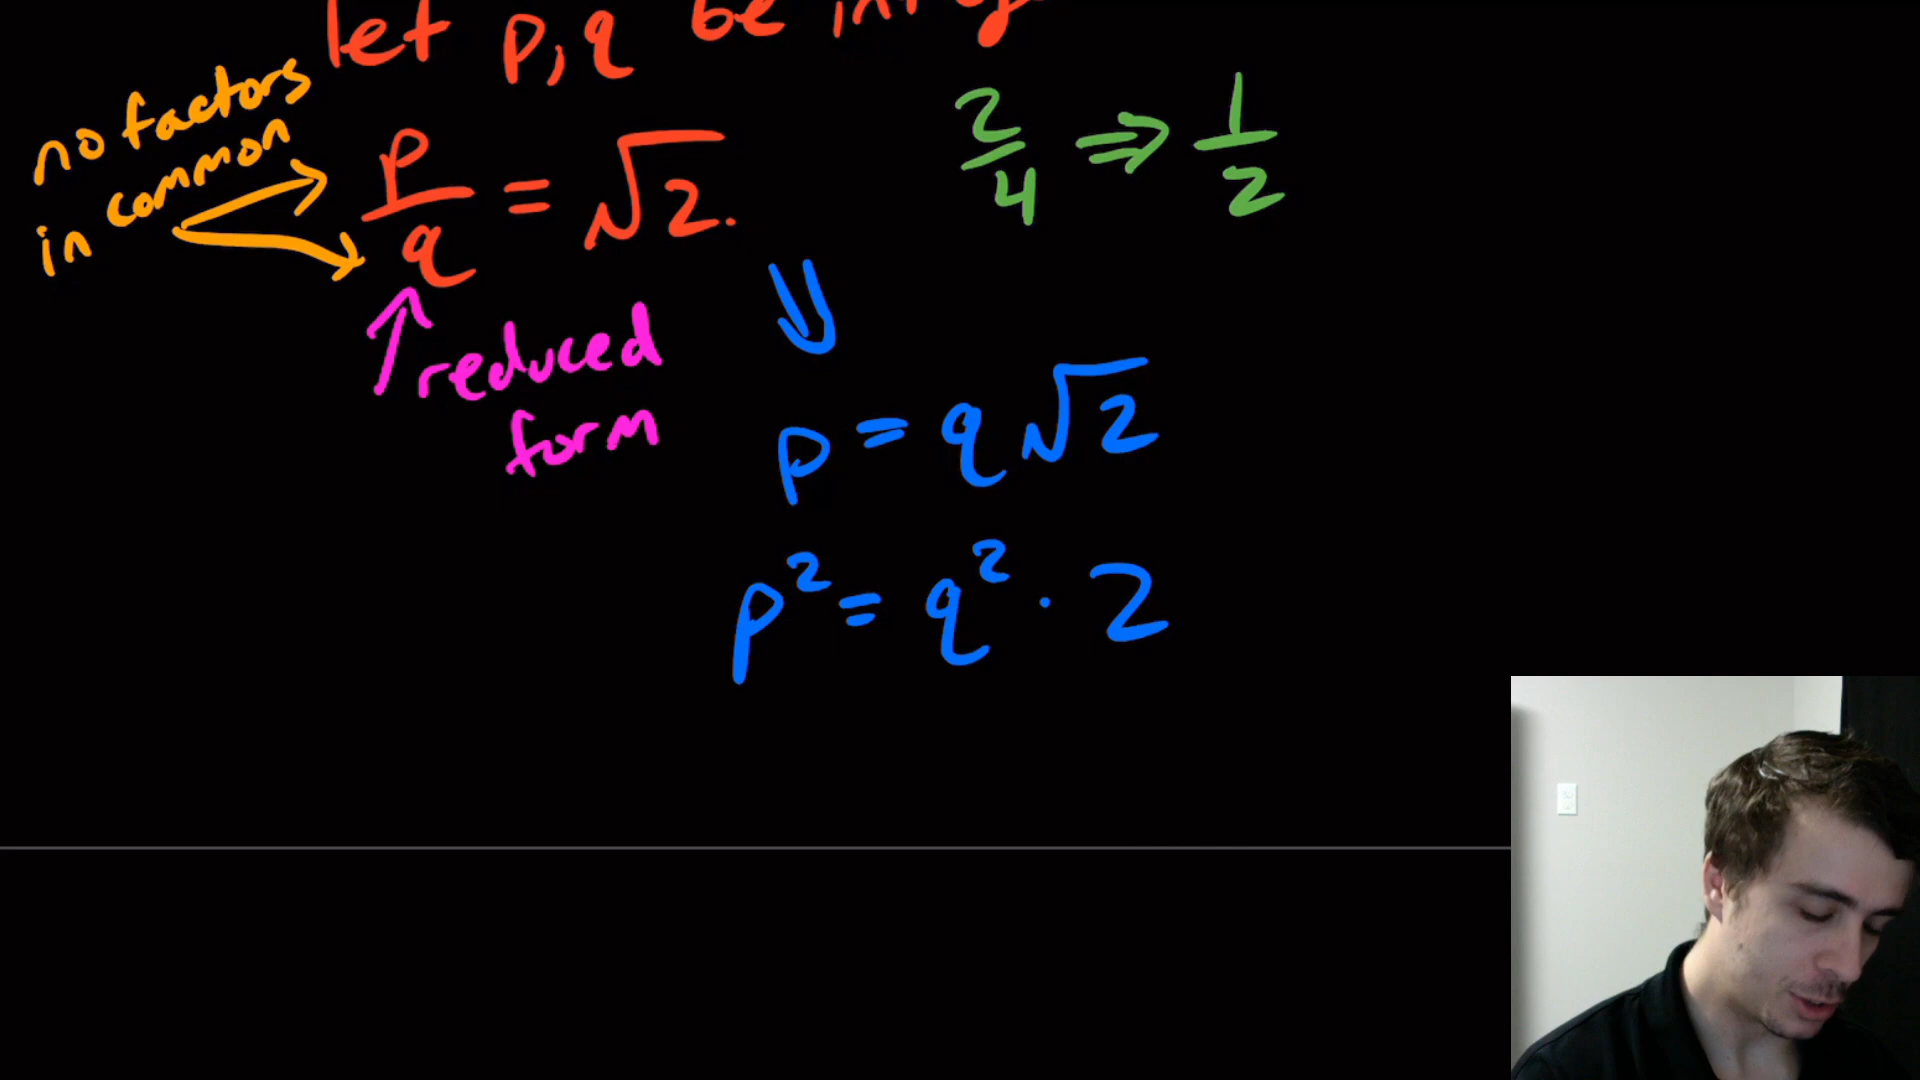 let p,q be
no factors
in common
p/q = √2.
2/4 ⇒ 1/2
reduced
form
p = q√2
p² = q² · 2